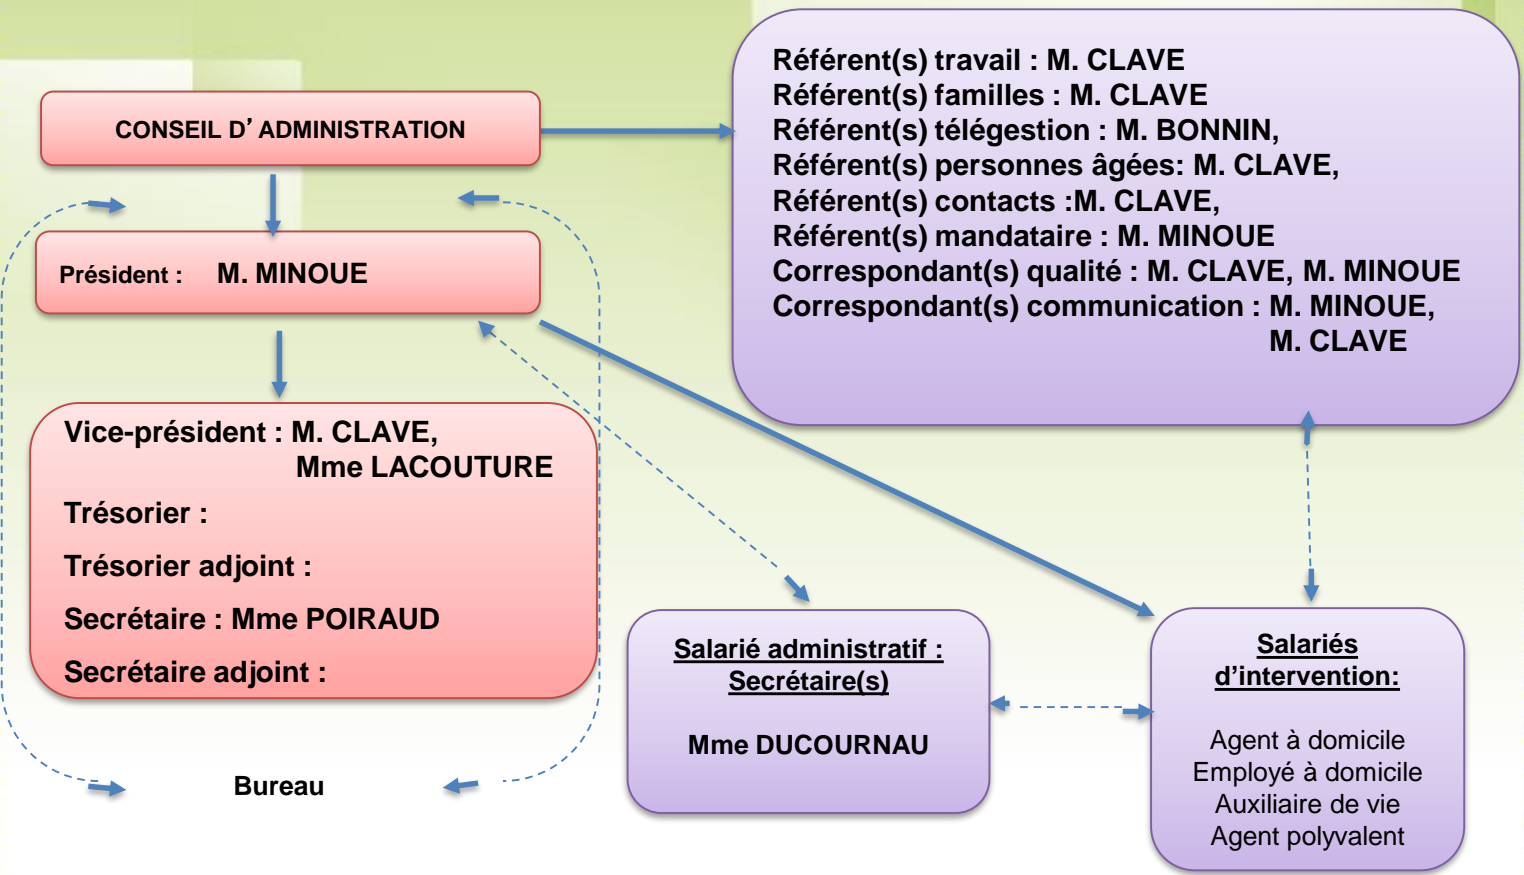 CONSEIL D’ ADMINISTRATION
Président : M. MINOUE
Vice-président : M. CLAVE,
Mme LACOUTURE
Trésorier :
Trésorier adjoint :
Secrétaire : Mme POIRAUD
Secrétaire adjoint :
Bureau
Référent(s) travail : M. CLAVE
Référent(s) familles : M. CLAVE
Référent(s) télégestion : M. BONNIN,
Référent(s) personnes âgées: M. CLAVE,
Référent(s) contacts :M. CLAVE,
Référent(s) mandataire : M. MINOUE
Correspondant(s) qualité : M. CLAVE, M. MINOUE
Correspondant(s) communication : M. MINOUE,
M. CLAVE
Salarié administratif :
Secrétaire(s)
Mme DUCOURNAU
Salariés
d’intervention:
Agent à domicile
Employé à domicile
Auxiliaire de vie
Agent polyvalent